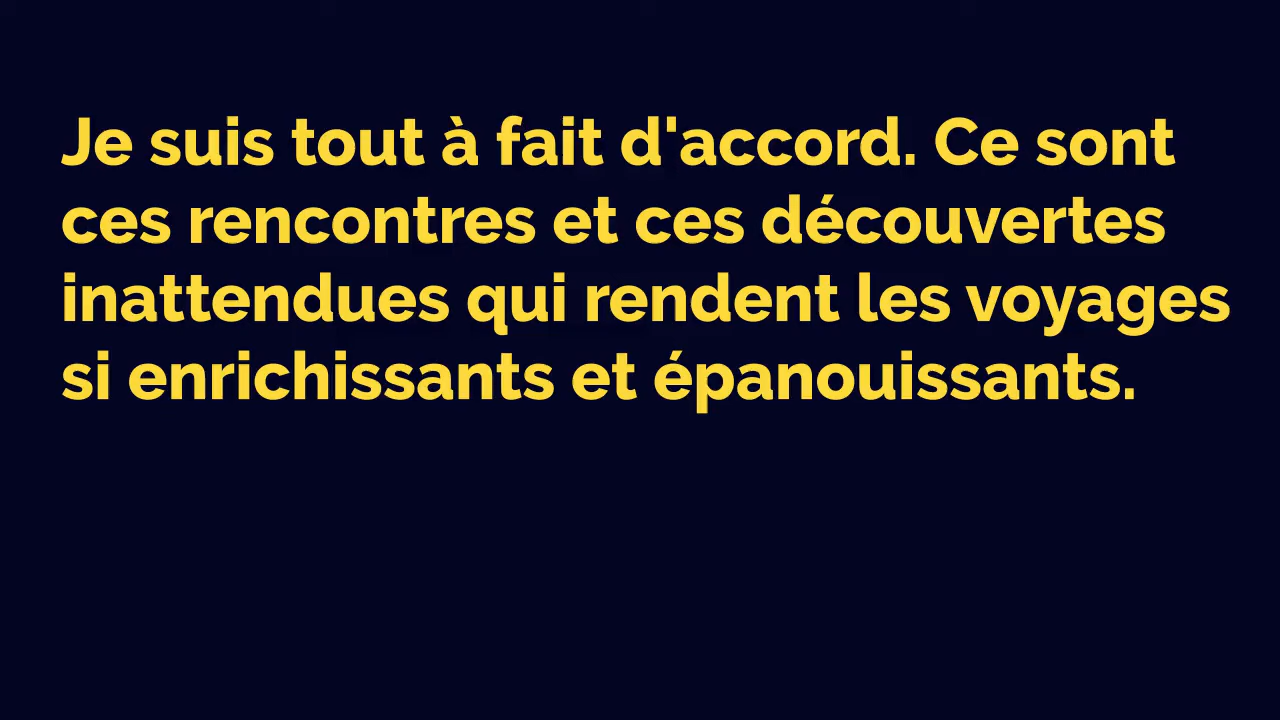 Je suis tout à fait d'accord. Ce sont
ces rencontres et ces découvertes
inattendues qui rendent les voyages
si enrichissants et épanouissants.